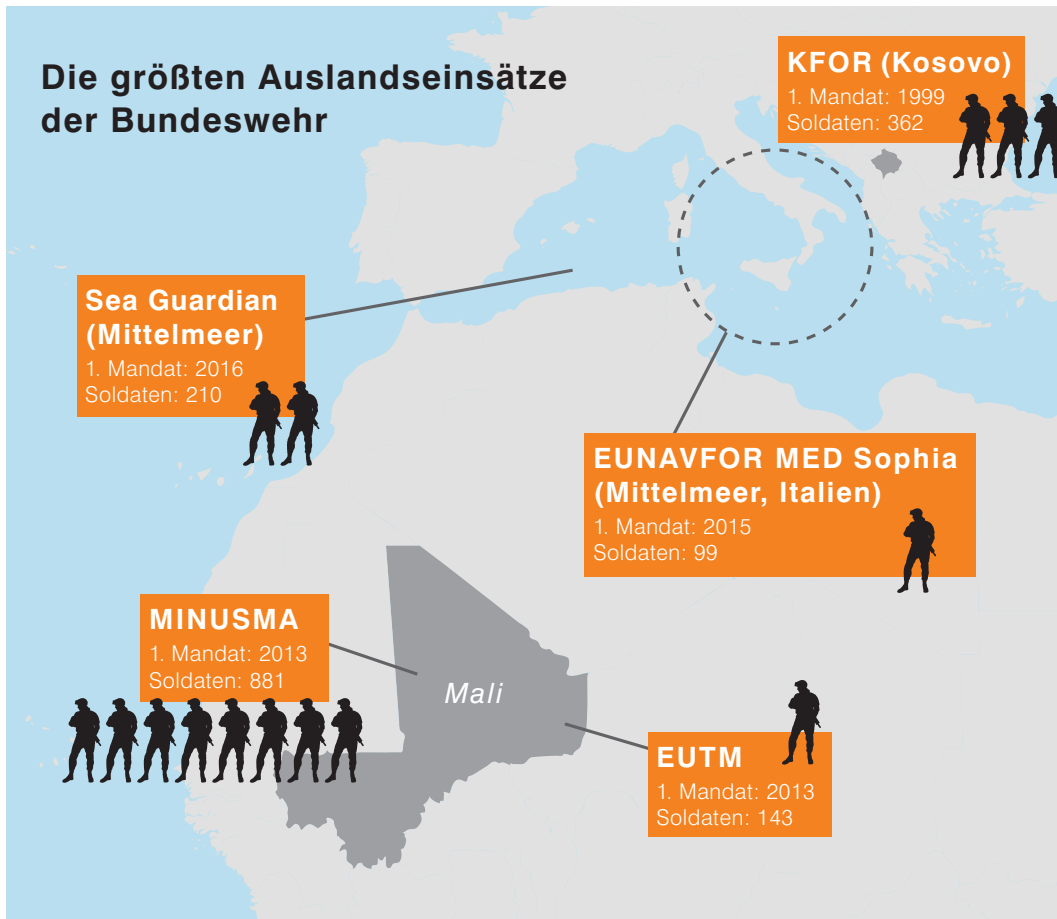 Die größten Auslandseinsätze
der Bundeswehr
KFOR (Kosovo)
1. Mandat: 1999
Soldaten: 362
Sea Guardian
(Mittelmeer)
1. Mandat: 2016
Soldaten: 210
EUNAVFOR MED Sophia
(Mittelmeer, Italien)
1. Mandat: 2015
Soldaten: 99
MINUSMA
1. Mandat: 2013
Soldaten: 881
Mali
EUTM
1. Mandat: 2013
Soldaten: 143